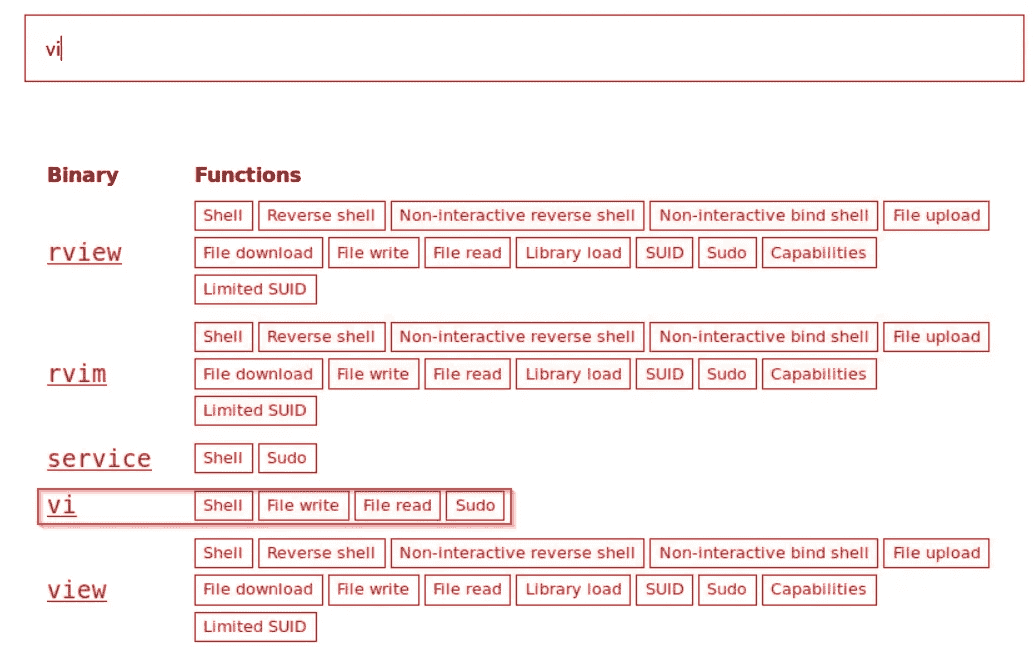 vi
Binary Functions
Shell Reverse shell Non-interactive reverse shell Non-interactive bind shell File upload
rview File download File write File read Library load SUID Sudo Capabilities
Limited SUID
Shell Reverse shell Non-interactive reverse shell Non-interactive bind shell File upload
rvim File download File write File read Library load SUID Sudo Capabilities
Limited SUID
service Shell Sudo
vi Shell File write File read Sudo
Shell Reverse shell Non-interactive reverse shell Non-interactive bind shell File upload
view File download File write File read Library load SUID Sudo Capabilities
Limited SUID